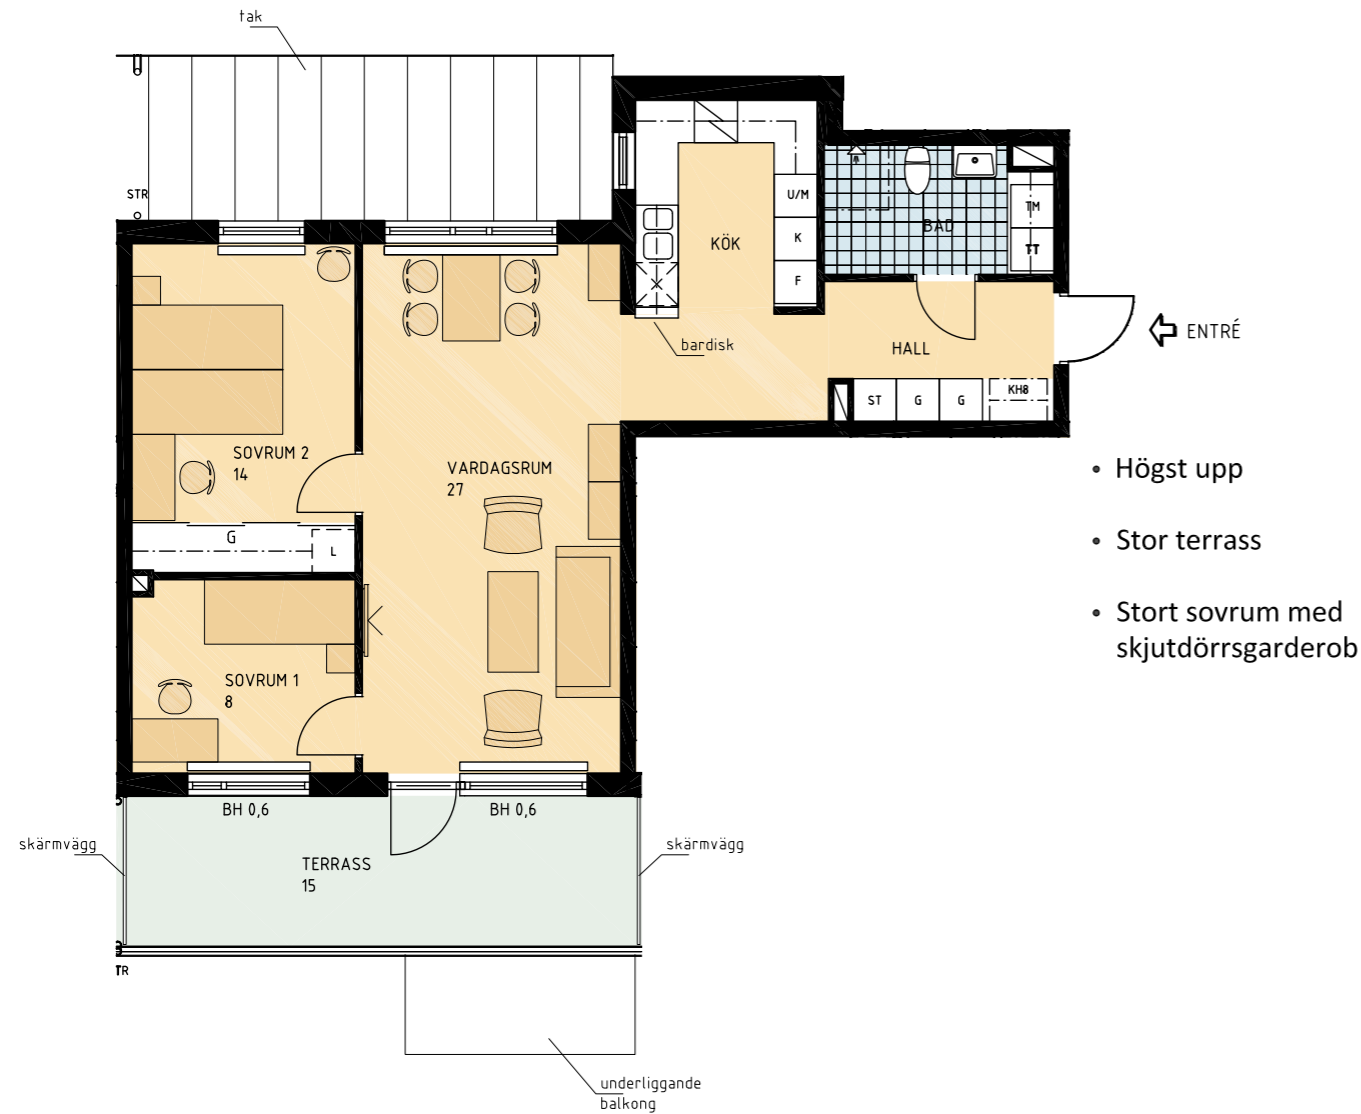 tak
STR
U/M
K
F
KÖK
BAD
TM
TT
bardisk
HALL
ENTRÉ
ST
G
G
KH8
SOVRUM 2
14
VARDAGSRUM
27
G
L
SOVRUM 1
8
BH 0,6
BH 0,6
skärmvägg
skärmvägg
TERRASS
15
TR
underliggande
balkong
• Högst upp
• Stor terrass
• Stort sovrum med
skjutdörrsgarderob